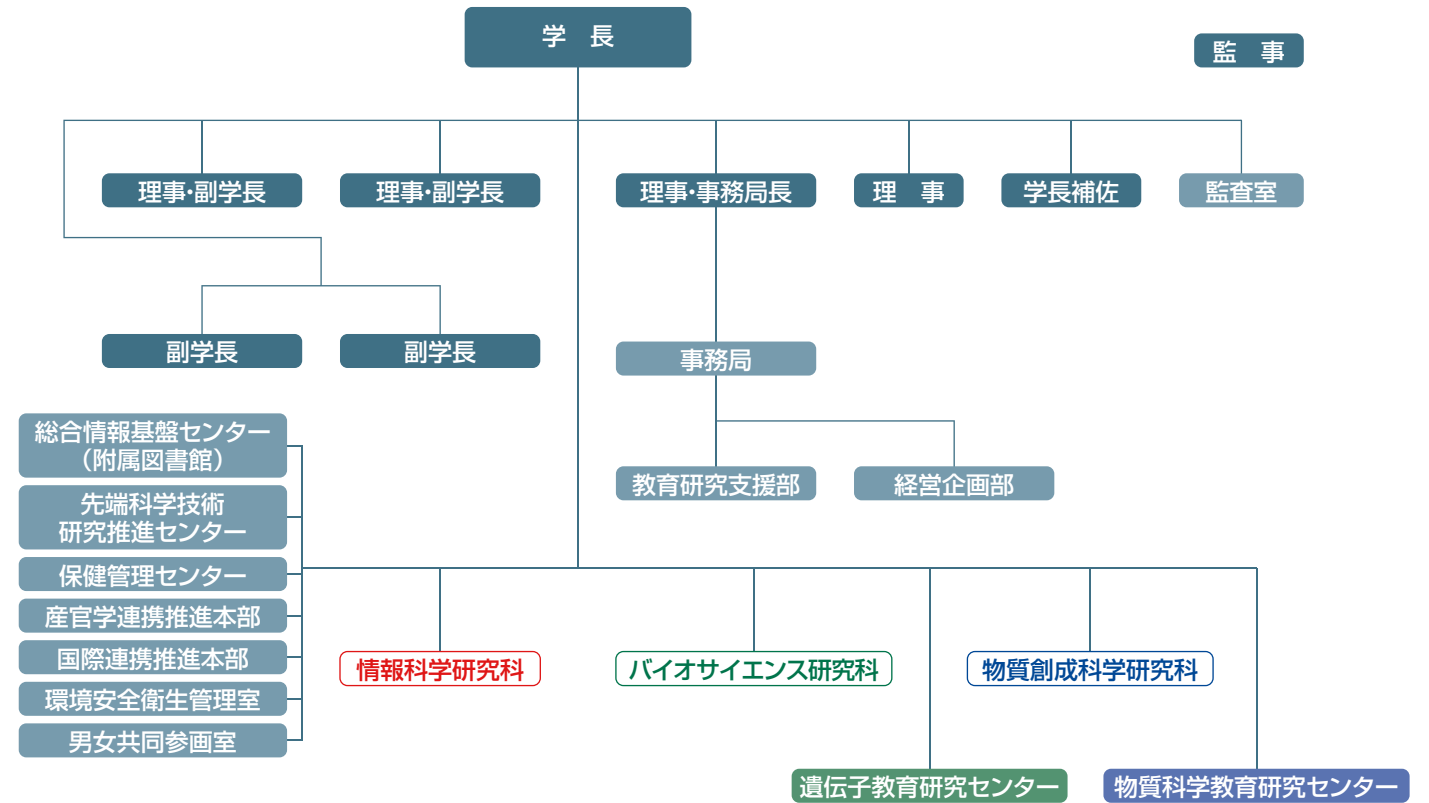 学　長
監　事
理事・副学長
理事・副学長
理事・事務局長
理　事
学長補佐
監査室
副学長
副学長
事務局
教育研究支援部
経営企画部
総合情報基盤センター
（附属図書館）
先端科学技術
研究推進センター
保健管理センター
産官学連携推進本部
国際連携推進本部
環境安全衛生管理室
男女共同参画室
情報科学研究科
バイオサイエンス研究科
物質創成科学研究科
遺伝子教育研究センター
物質科学教育研究センター